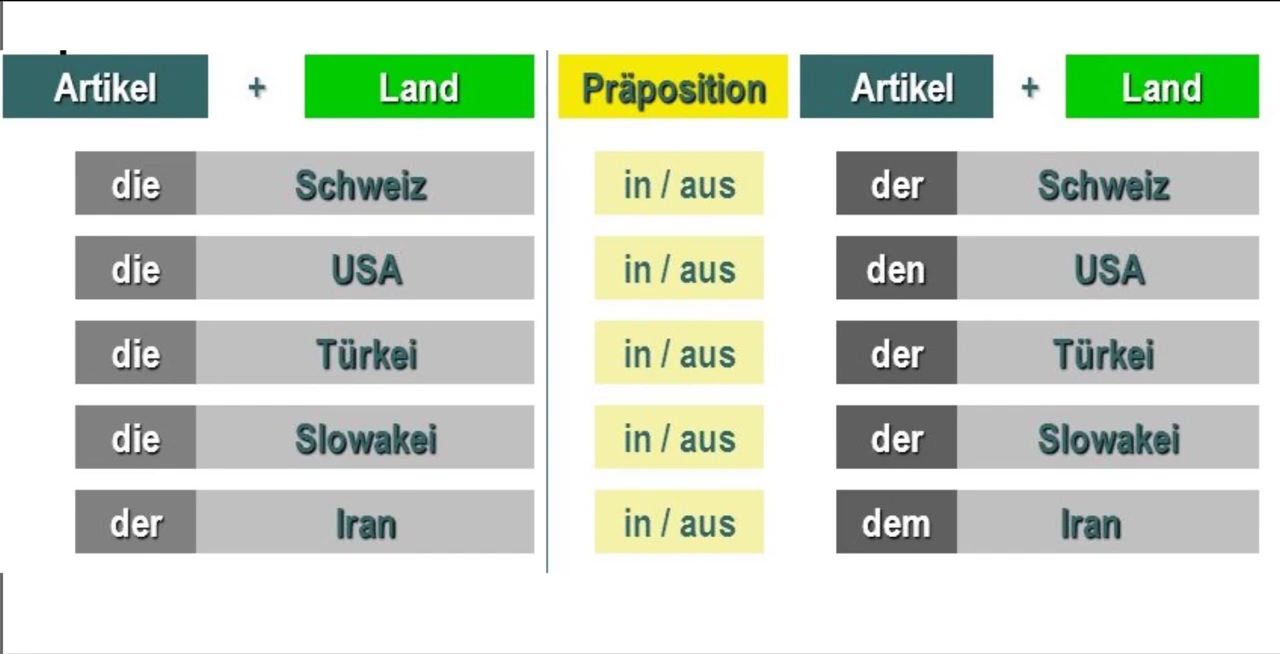 Artikel + Land Präposition Artikel + Land
die Schweiz in / aus der Schweiz
die USA in / aus den USA
die Türkei in / aus der Türkei
die Slowakei in / aus der Slowakei
der Iran in / aus dem Iran